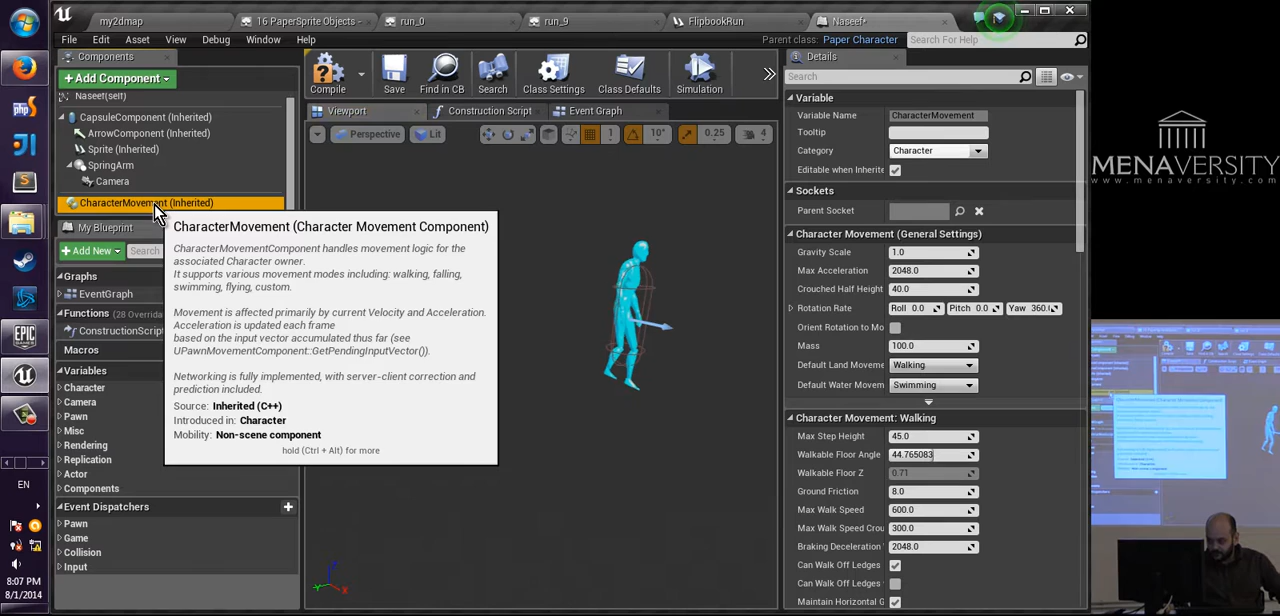 my2dmap
16 PaperSprite Objects
run_0
run_9
FlipbookRun
Naseef*
File
Edit
Asset
View
Debug
Window
Help
Parent class: Paper Character
Search For Help
Components
+Add Component
Naseef(self)
CapsuleComponent (Inherited)
ArrowComponent (Inherited)
Sprite (Inherited)
SpringArm
Camera
CharacterMovement (Inherited)
My Blueprint
+Add New
Search
Graphs
EventGraph
Functions (28 Overrida
ConstructionScrip
Macros
Variables
Character
Camera
Pawn
Misc
Rendering
Replication
Actor
Components
Event Dispatchers
Pawn
Game
Collision
Input
Compile
Save
Find in CB
Search
Class Settings
Class Defaults
Simulation
Viewport
Construction Script
Event Graph
Perspective
Lit
1
10°
0.25
4
CharacterMovement (Character Movement Component)
CharacterMovementComponent handles movement logic for the
associated Character owner.
It supports various movement modes including: walking, falling,
swimming, flying, custom.
Movement is affected primarily by current Velocity and Acceleration.
Acceleration is updated each frame
based on the input vector accumulated thus far (see
UPawnMovementComponent::GetPendingInputVector()).
Networking is fully implemented, with server-client correction and
prediction included.
Source: Inherited (C++)
Introduced in: Character
Mobility: Non-scene component
hold (Ctrl + Alt) for more
Details
Search
Variable
Variable Name CharacterMovement
Tooltip
Category Character
Editable when Inherite
Sockets
Parent Socket
Character Movement (General Settings)
Gravity Scale 1.0
Max Acceleration 2048.0
Crouched Half Height 40.0
Rotation Rate Roll 0.0 Pitch 0.0 Yaw 360.0
Orient Rotation to Mo
Mass 100.0
Default Land Movemen Walking
Default Water Movem Swimming
Character Movement: Walking
Max Step Height 45.0
Walkable Floor Angle 44.765083
Walkable Floor Z 0.71
Ground Friction 8.0
Max Walk Speed 600.0
Max Walk Speed Crou 300.0
Braking Deceleration 2048.0
Can Walk Off Ledges
Can Walk Off Ledges
Maintain Horizontal G
MENAVERSITY
www.menaversity.com
php
EPIC
GAMES
EN
8:07 PM
8/1/2014